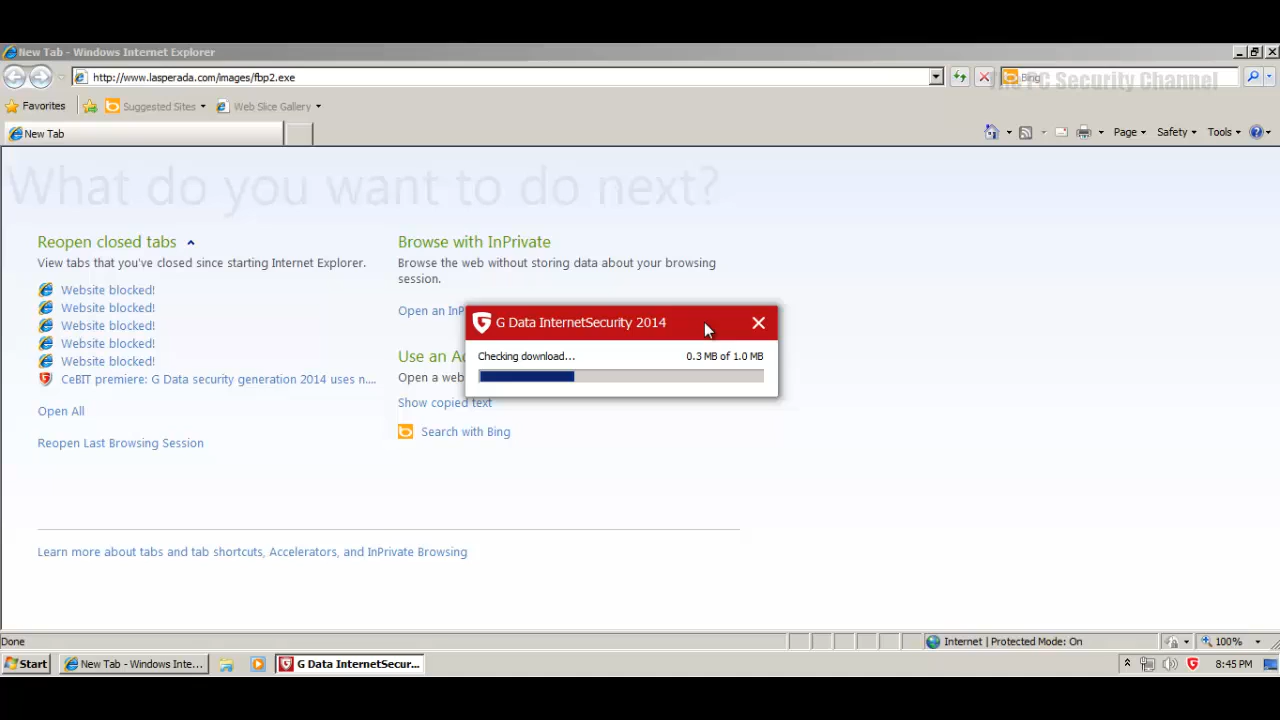 New Tab - Windows Internet Explorer
http://www.lasperada.com/images/fbp2.exe
Bing
The PC Security Channel
Favorites
Suggested Sites
Web Slice Gallery
New Tab
Page
Safety
Tools
What do you want to do next?
Reopen closed tabs
View tabs that you've closed since starting Internet Explorer.
Website blocked!
Website blocked!
Website blocked!
Website blocked!
Website blocked!
CeBIT premiere: G Data security generation 2014 uses n....
Open All
Reopen Last Browsing Session
Browse with InPrivate
Browse the web without storing data about your browsing
session.
Open an InP
Use an Ac
Open a web
Show copied text
Search with Bing
G Data InternetSecurity 2014
Checking download...
0.3 MB of 1.0 MB
Learn more about tabs and tab shortcuts, Accelerators, and InPrivate Browsing
Done
Internet | Protected Mode: On
100%
Start
New Tab - Windows Inte...
G Data InternetSecur...
8:45 PM